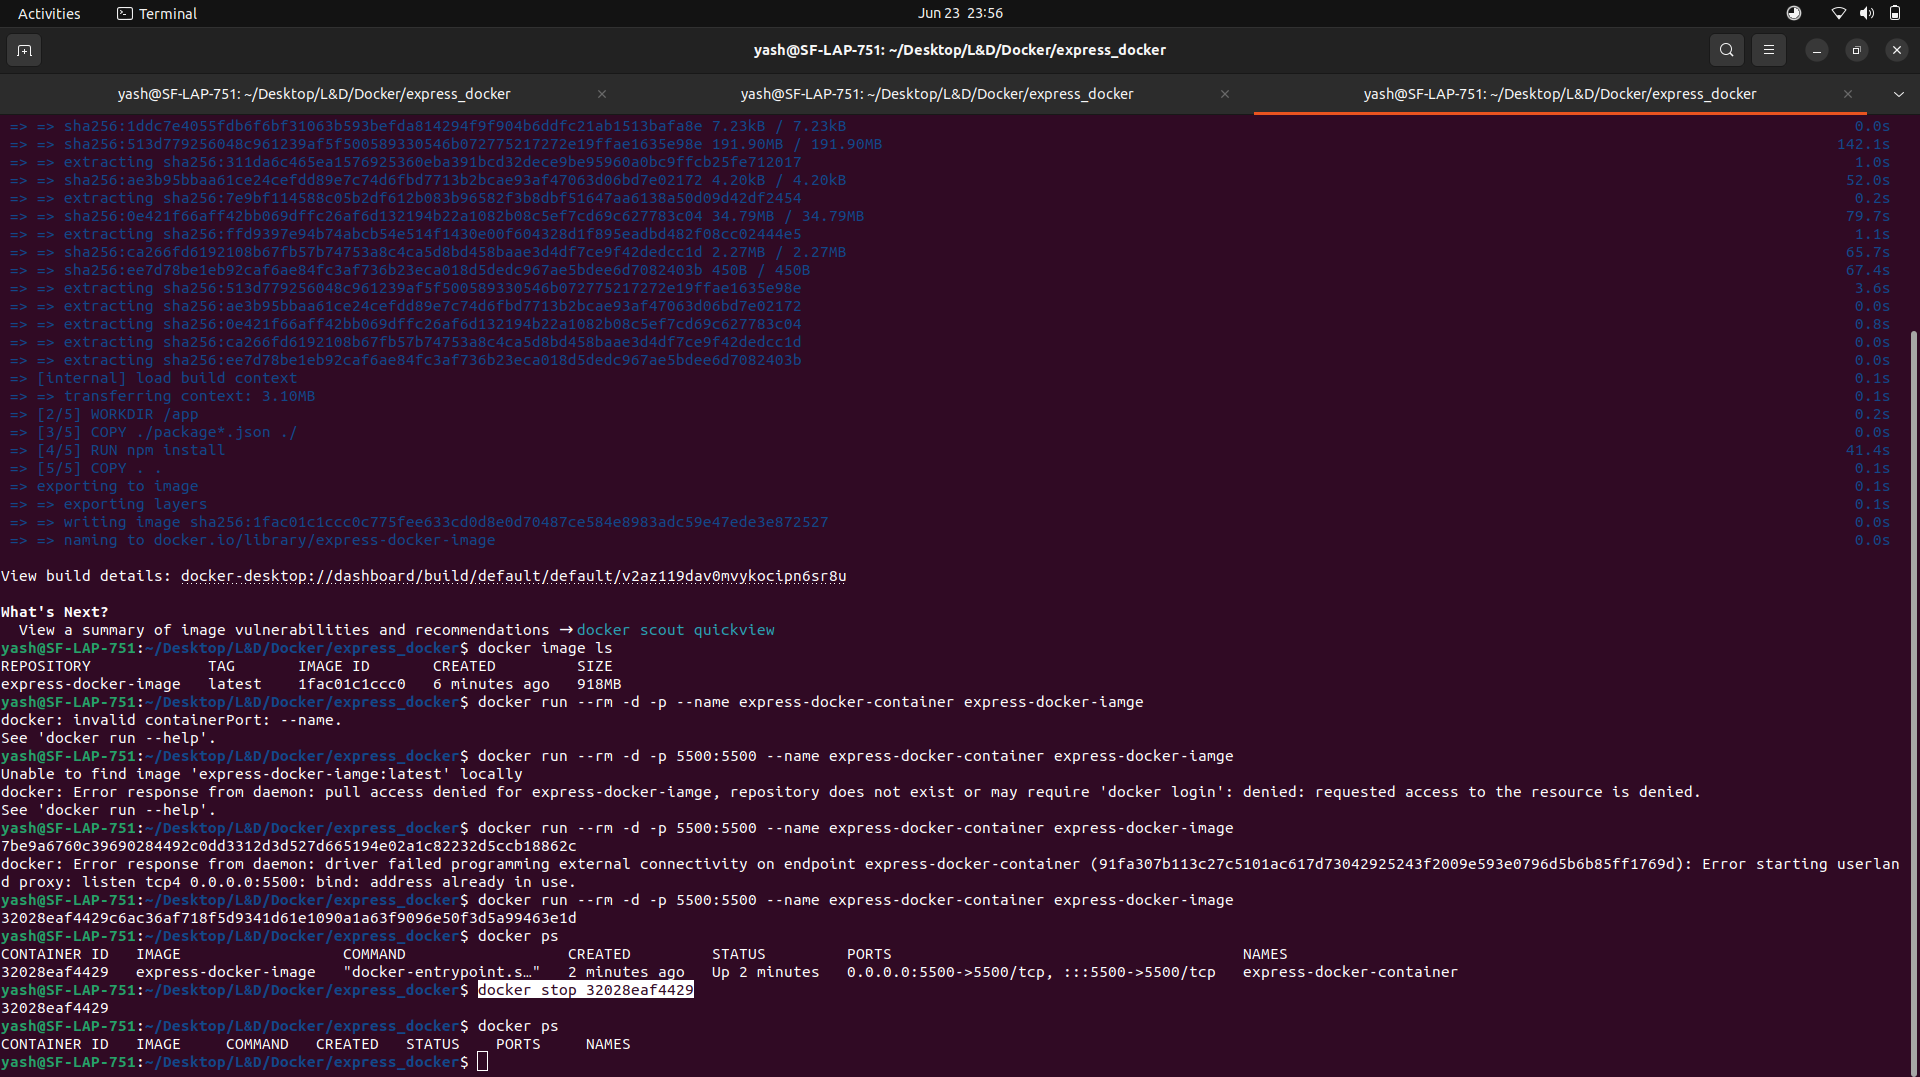 Activities Terminal Jun 23 23:56
yash@SF-LAP-751: ~/Desktop/L&D/Docker/express_docker
yash@SF-LAP-751: ~/Desktop/L&D/Docker/express_docker × yash@SF-LAP-751: ~/Desktop/L&D/Docker/express_docker × yash@SF-LAP-751: ~/Desktop/L&D/Docker/express_docker ×
=> => sha256:1ddc7e4055fdb6f6bf31063b593befda814294f9f904b6ddfc21ab1513bafa8e 7.23kB / 7.23kB 0.0s
=> => sha256:513d779256048c961239af5f500589330546b072775217272e19ffae1635e98e 191.90MB / 191.90MB 142.1s
=> => extracting sha256:311da6c465ea1576925360eba391bcd32dece9be95960a0bc9ffcb25fe712017 1.0s
=> => sha256:ae3b95bbaa61ce24cefdd89e7c74d6fbd7713b2bcae93af47063d06bd7e02172 4.20kB / 4.20kB 52.0s
=> => extracting sha256:7e9bf114588c05b2df612b083b96582f3b8dbf51647aa6138a50d09d42df2454 0.2s
=> => sha256:0e421f66aff42bb069dffc26af6d132194b22a1082b08c5ef7cd69c627783c04 34.79MB / 34.79MB 79.7s
=> => extracting sha256:ffd9397e94b74abcb54e514f1430e00f604328d1f895eadbd482f08cc02444e5 1.1s
=> => sha256:ca266fd6192108b67fb57b74753a8c4ca5d8bd458baae3d4df7ce9f42dedcc1d 2.27MB / 2.27MB 65.7s
=> => sha256:ee7d78be1eb92caf6ae84fc3af736b23eca018d5dedc967ae5bdee6d7082403b 450B / 450B 67.4s
=> => extracting sha256:513d779256048c961239af5f500589330546b072775217272e19ffae1635e98e 3.6s
=> => extracting sha256:ae3b95bbaa61ce24cefdd89e7c74d6fbd7713b2bcae93af47063d06bd7e02172 0.0s
=> => extracting sha256:0e421f66aff42bb069dffc26af6d132194b22a1082b08c5ef7cd69c627783c04 0.8s
=> => extracting sha256:ca266fd6192108b67fb57b74753a8c4ca5d8bd458baae3d4df7ce9f42dedcc1d 0.0s
=> => extracting sha256:ee7d78be1eb92caf6ae84fc3af736b23eca018d5dedc967ae5bdee6d7082403b 0.0s
=> [internal] load build context 0.1s
=> => transferring context: 3.10MB 0.1s
=> [2/5] WORKDIR /app 0.2s
=> [3/5] COPY ./package*.json ./ 0.0s
=> [4/5] RUN npm install 41.4s
=> [5/5] COPY . . 0.1s
=> exporting to image 0.1s
=> => exporting layers 0.1s
=> => writing image sha256:1fac01c1ccc0c775fee633cd0d8e0d70487ce584e8983adc59e47ede3e872527 0.0s
=> => naming to docker.io/library/express-docker-image 0.0s
View build details: docker-desktop://dashboard/build/default/default/v2az119dav0mvykocipn6sr8u
What's Next?
View a summary of image vulnerabilities and recommendations → docker scout quickview
yash@SF-LAP-751:~/Desktop/L&D/Docker/express_docker$ docker image ls
REPOSITORY TAG IMAGE ID CREATED SIZE
express-docker-image latest 1fac01c1ccc0 6 minutes ago 918MB
yash@SF-LAP-751:~/Desktop/L&D/Docker/express_docker$ docker run --rm -d -p --name express-docker-container express-docker-iamge
docker: invalid containerPort: --name.
See 'docker run --help'.
yash@SF-LAP-751:~/Desktop/L&D/Docker/express_docker$ docker run --rm -d -p 5500:5500 --name express-docker-container express-docker-iamge
Unable to find image 'express-docker-iamge:latest' locally
docker: Error response from daemon: pull access denied for express-docker-iamge, repository does not exist or may require 'docker login': denied: requested access to the resource is denied.
See 'docker run --help'.
yash@SF-LAP-751:~/Desktop/L&D/Docker/express_docker$ docker run --rm -d -p 5500:5500 --name express-docker-container express-docker-image
7be9a6760c39690284492c0dd3312d3d527d665194e02a1c82232d5ccb18862c
docker: Error response from daemon: driver failed programming external connectivity on endpoint express-docker-container (91fa307b113c27c5101ac617d73042925243f2009e593e0796d5b6b85ff1769d): Error starting userlan
d proxy: listen tcp4 0.0.0.0:5500: bind: address already in use.
yash@SF-LAP-751:~/Desktop/L&D/Docker/express_docker$ docker run --rm -d -p 5500:5500 --name express-docker-container express-docker-image
32028eaf4429c6ac36af718f5d9341d61e1090a1a63f9096e50f3d5a99463e1d
yash@SF-LAP-751:~/Desktop/L&D/Docker/express_docker$ docker ps
CONTAINER ID IMAGE COMMAND CREATED STATUS PORTS NAMES
32028eaf4429 express-docker-image "docker-entrypoint.s…" 2 minutes ago Up 2 minutes 0.0.0.0:5500->5500/tcp, :::5500->5500/tcp express-docker-container
yash@SF-LAP-751:~/Desktop/L&D/Docker/express_docker$ docker stop 32028eaf4429
32028eaf4429
yash@SF-LAP-751:~/Desktop/L&D/Docker/express_docker$ docker ps
CONTAINER ID IMAGE COMMAND CREATED STATUS PORTS NAMES
yash@SF-LAP-751:~/Desktop/L&D/Docker/express_docker$